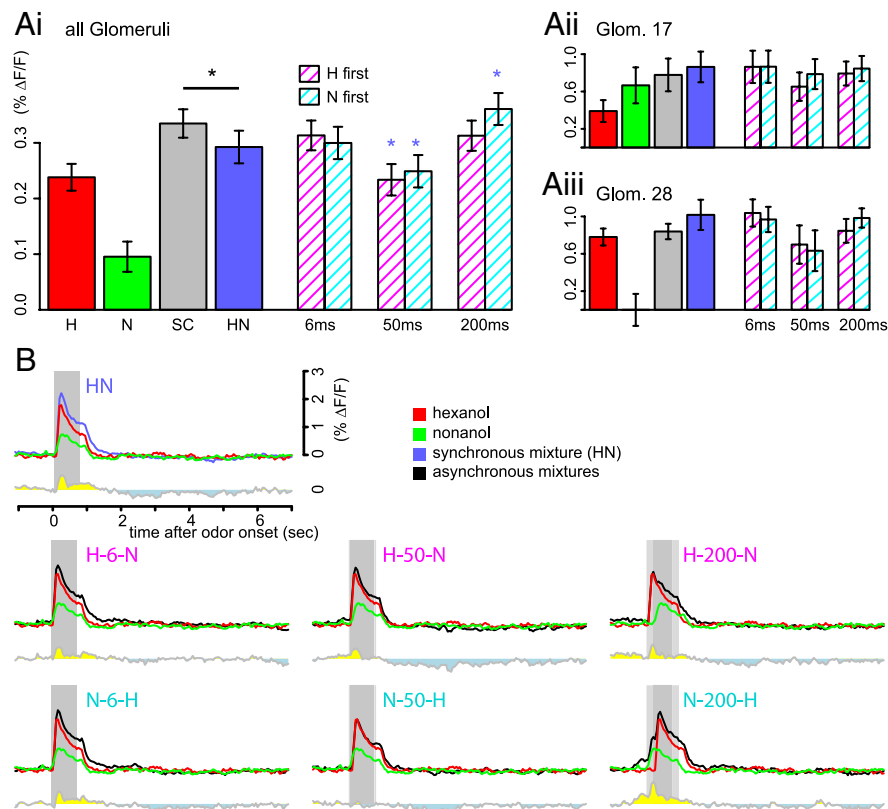 Ai
all Glomeruli
(% ΔF/F)
0.3
0.2
0.1
0.0
*
H first
N first
* *
*
H N SC HN 6ms 50ms 200ms
Aii
Glom. 17
1.0
0.6
0.2
Aiii
Glom. 28
1.0
0.6
0.2
6ms 50ms 200ms
B
HN
3
2
1
0
(% ΔF/F)
0
0 2 4 6
time after odor onset (sec)
hexanol
nonanol
synchronous mixture (HN)
asynchronous mixtures
H-6-N H-50-N H-200-N
N-6-H N-50-H N-200-H